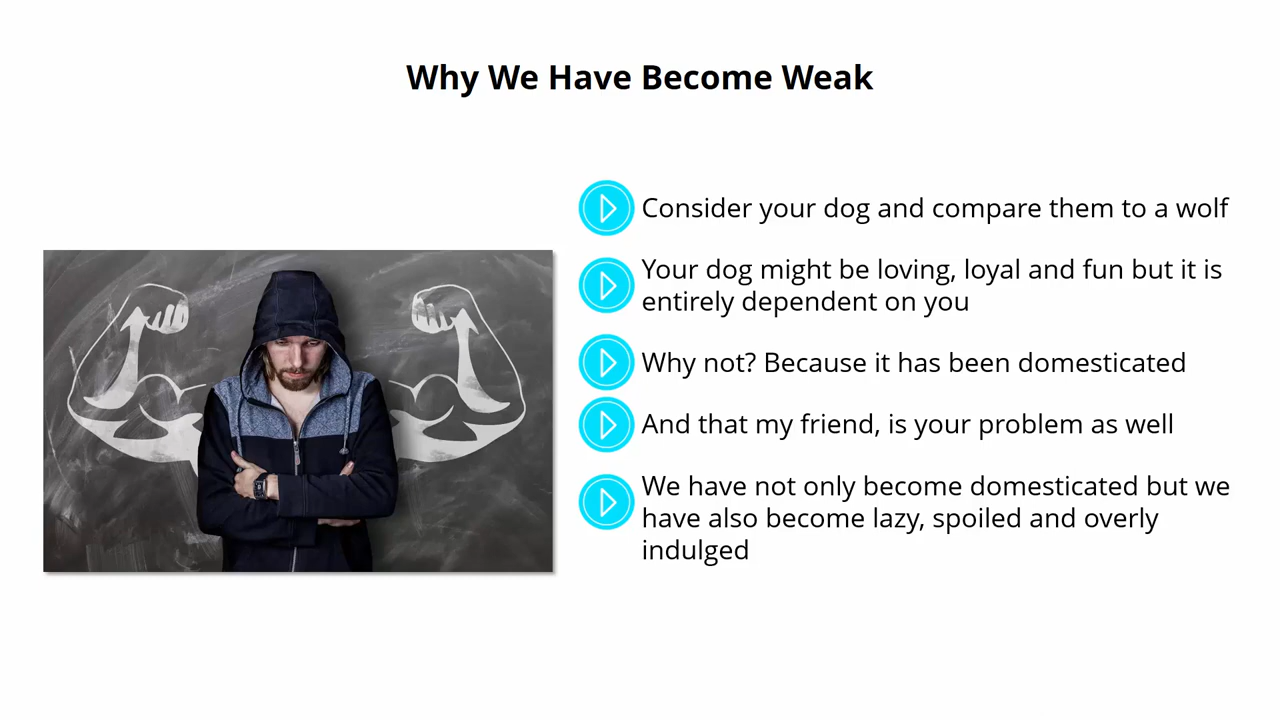 Why We Have Become Weak
Consider your dog and compare them to a wolf
Your dog might be loving, loyal and fun but it is
entirely dependent on you
Why not? Because it has been domesticated
And that my friend, is your problem as well
We have not only become domesticated but we
have also become lazy, spoiled and overly
indulged